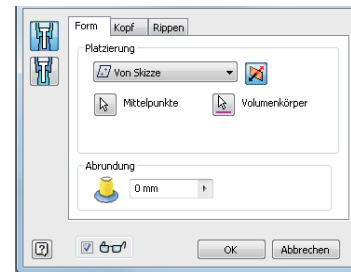 Form Kopf Rippen
Platzierung
Von Skizze
Mittelpunkte Volumenkörper
Abrundung
0 mm
OK Abbrechen